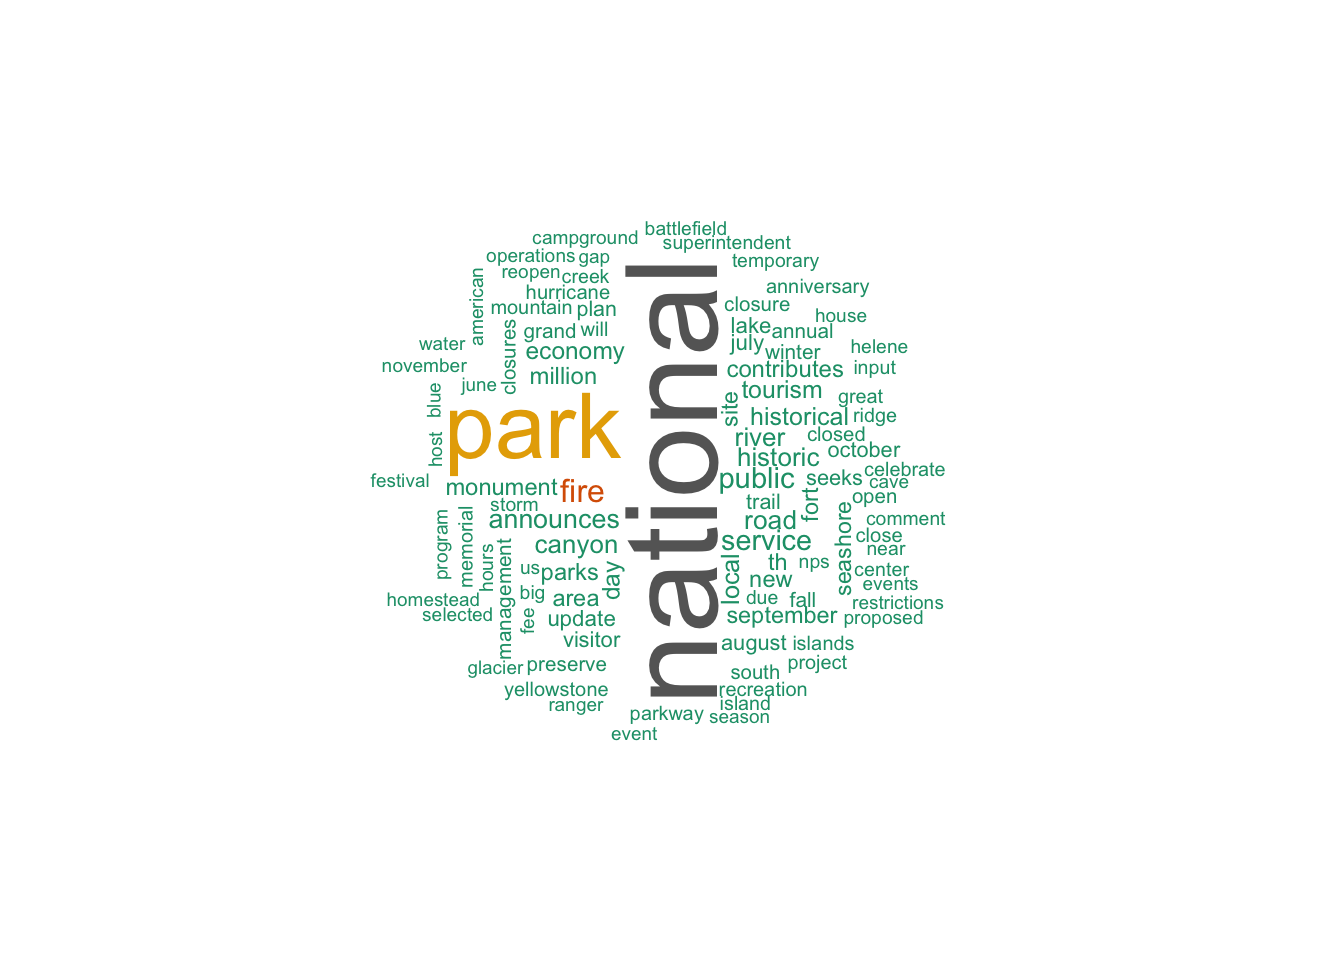 battlefield
campground
superintendent
operations
gap
temporary
reopen
creek
american
hurricane
anniversary
mountain
plan
closure
house
grand
will
lake
annual
water
closures
economy
july
winter
helene
november
june
million
contributes
input
blue
park
national
tourism
great
site
historical
ridge
host
river
closed
historic
october
festival
monument
fire
public
seeks
celebrate
cave
storm
trail
fort
open
program
memorial
announces
road
seashore
comment
hours
canyon
service
close
near
management
us
parks
day
local
th
nps
center
new
events
homestead
big
area
due
fall
restrictions
selected
fee
update
september
proposed
visitor
august
islands
glacier
preserve
south
project
yellowstone
recreation
ranger
island
parkway
season
event